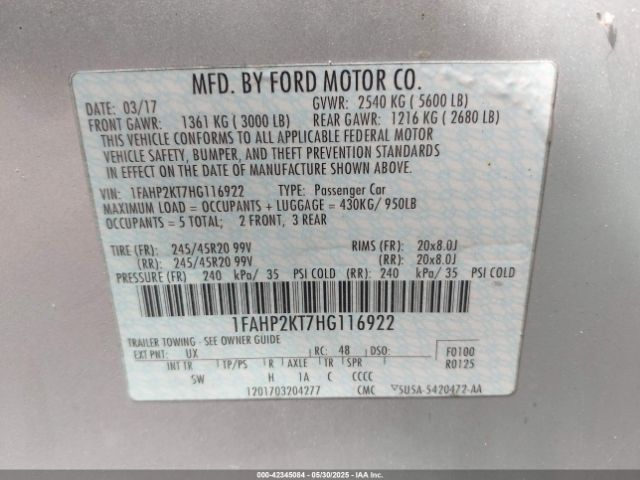 MFD. BY FORD MOTOR CO.
DATE: 03/17 GVWR: 2540 KG ( 5600 LB)
FRONT GAWR: 1361 KG ( 3000 LB) REAR GAWR: 1216 KG ( 2680 LB)
THIS VEHICLE CONFORMS TO ALL APPLICABLE FEDERAL MOTOR
VEHICLE SAFETY, BUMPER, AND THEFT PREVENTION STANDARDS
IN EFFECT ON THE DATE OF MANUFACTURE SHOWN ABOVE.
VIN: 1FAHP2KT7HG116922 TYPE: Passenger Car
MAXIMUM LOAD = OCCUPANTS + LUGGAGE = 430KG/ 950LB
OCCUPANTS = 5 TOTAL; 2 FRONT, 3 REAR
TIRE (FR): 245/45R20 99V RIMS (FR): 20x8.0J
(RR): 245/45R20 99V (RR): 20x8.0J
PRESSURE (FR) 240 kPa/ 35 PSI COLD (RR): 240 kPa/ 35 PSI COLD
1FAHP2KT7HG116922
TRAILER TOWING - SEE OWNER GUIDE
EXT PNT: UX RC: 48 DSO: F0100
INT TR TP/PS R AXLE TR SPR R0125
SW H 1A C CCCC
1201703204277 CMC 5U5A-5420472-AA
000-42345084 - 05/30/2025 - IAA Inc.